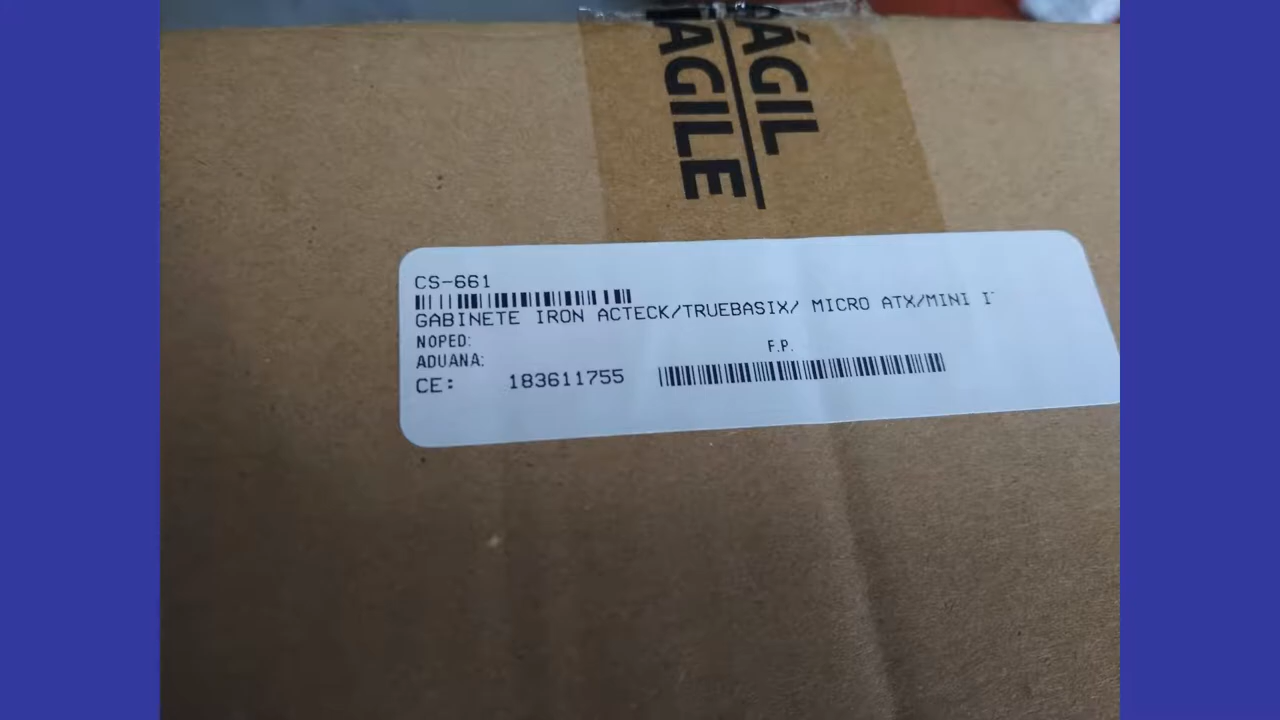 ÁGIL
AGILE
CS-661
GABINETE IRON ACTECK/TRUEBASIX/ MICRO ATX/MINI
NOPED:
F.P.
ADUANA:
CE: 183611755